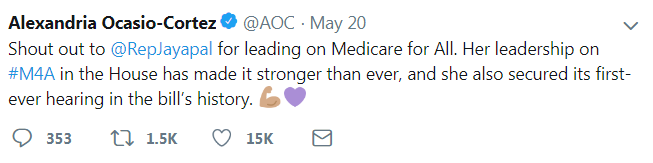 Alexandria Ocasio-Cortez @AOC · May 20
Shout out to @RepJayapal for leading on Medicare for All. Her leadership on
#M4A in the House has made it stronger than ever, and she also secured its first-
ever hearing in the bill's history. 💪🏽💜
353 1.5K 15K